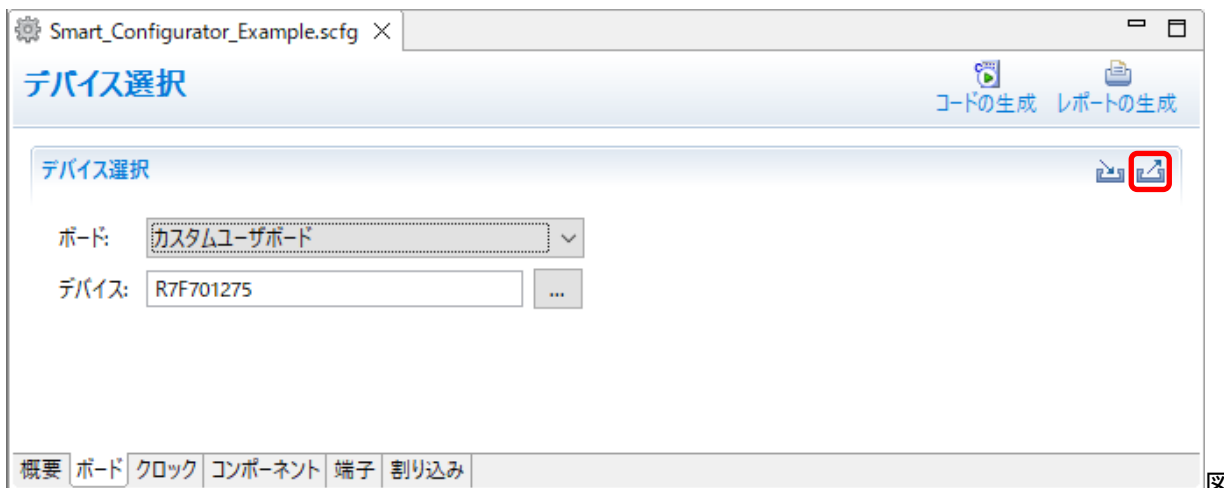 Smart_Configurator_Example.scfg
デバイス選択
コードの生成 レポートの生成
デバイス選択
ボード: カスタムユーザボード
デバイス: R7F701275 ...
概要 ボード クロック コンポーネント 端子 割り込み
図